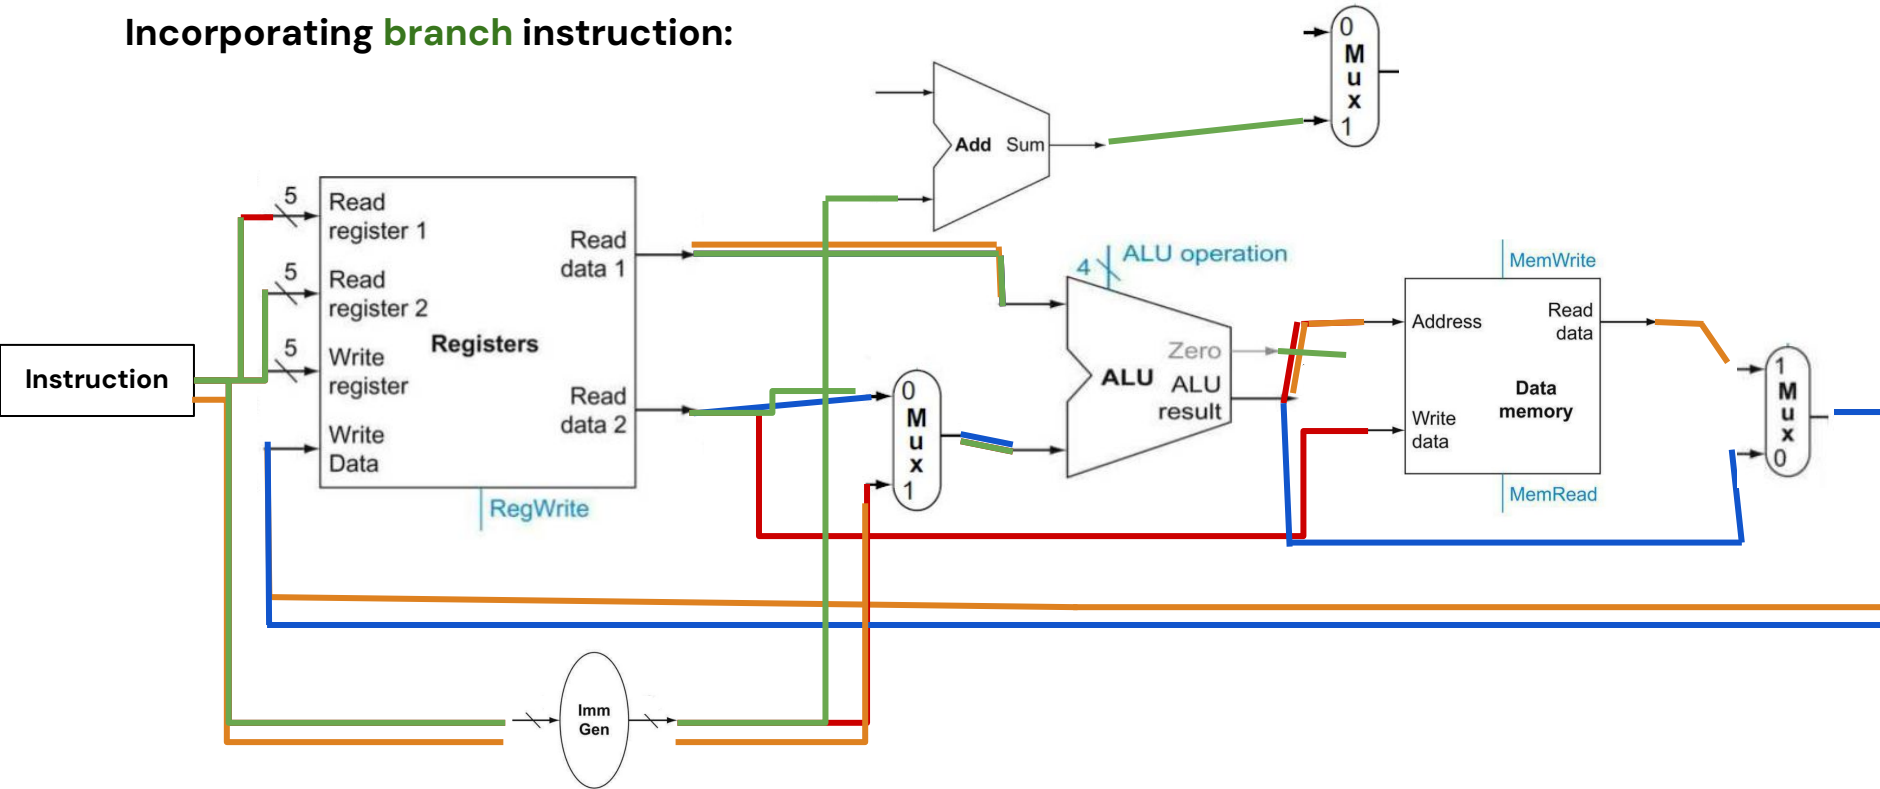 Incorporating branch instruction:
0
M
u
x
1
Add Sum
5
Read
register 1
5
Read
register 2
5
Write
register
Write
Data
Registers
Read
data 1
Read
data 2
RegWrite
Instruction
0
M
u
x
1
4
ALU operation
Zero
ALU
ALU
result
MemWrite
Address
Read
data
Write
data
Data
memory
MemRead
1
M
u
x
0
Imm
Gen